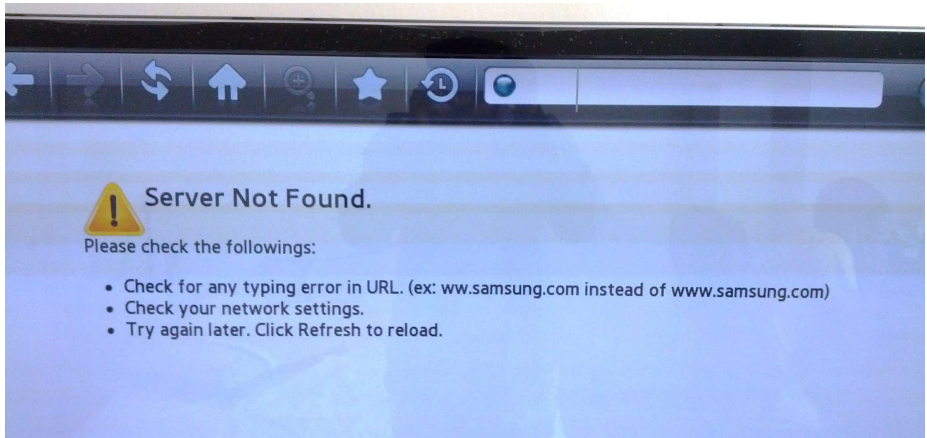 Server Not Found.
Please check the followings:
• Check for any typing error in URL. (ex: ww.samsung.com instead of www.samsung.com)
• Check your network settings.
• Try again later. Click Refresh to reload.